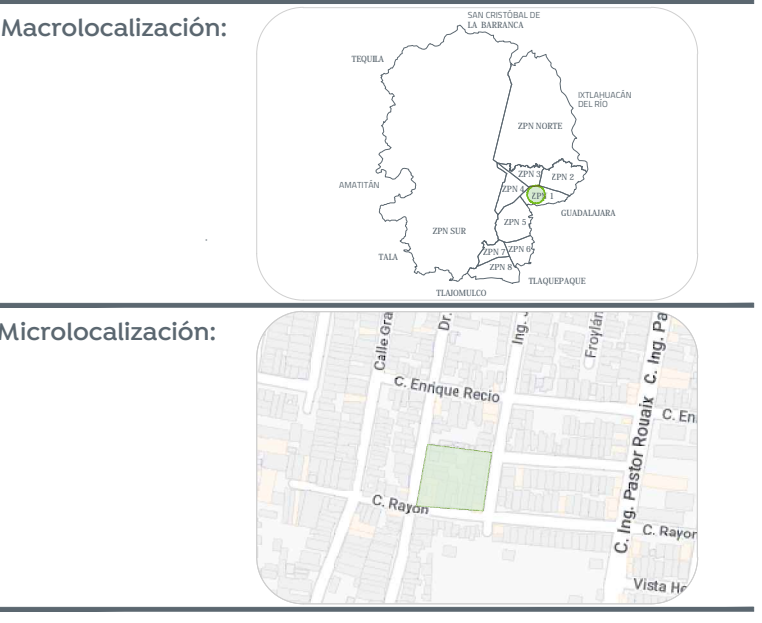 Macrolocalización:
SAN CRISTÓBAL DE
LA BARRANCA
TEQUILA
IXTLAHUACÁN
DEL RÍO
ZPN NORTE
ZPN 3
ZPN 2
AMATITÁN
ZPN 4
ZPN 1
GUADALAJARA
ZPN 5
ZPN SUR
ZPN 7
ZPN 6
TALA
ZPN 8
TLAQUEPAQUE
TLAJOMULCO
Microlocalización:
Calle Gra
Dr.
Ing.
Froylán
C. Ing. Pa
C. Enrique Recio
C. En
C. Ing. Pastor Rouaix
C. Rayon
C. Rayon
Vista He